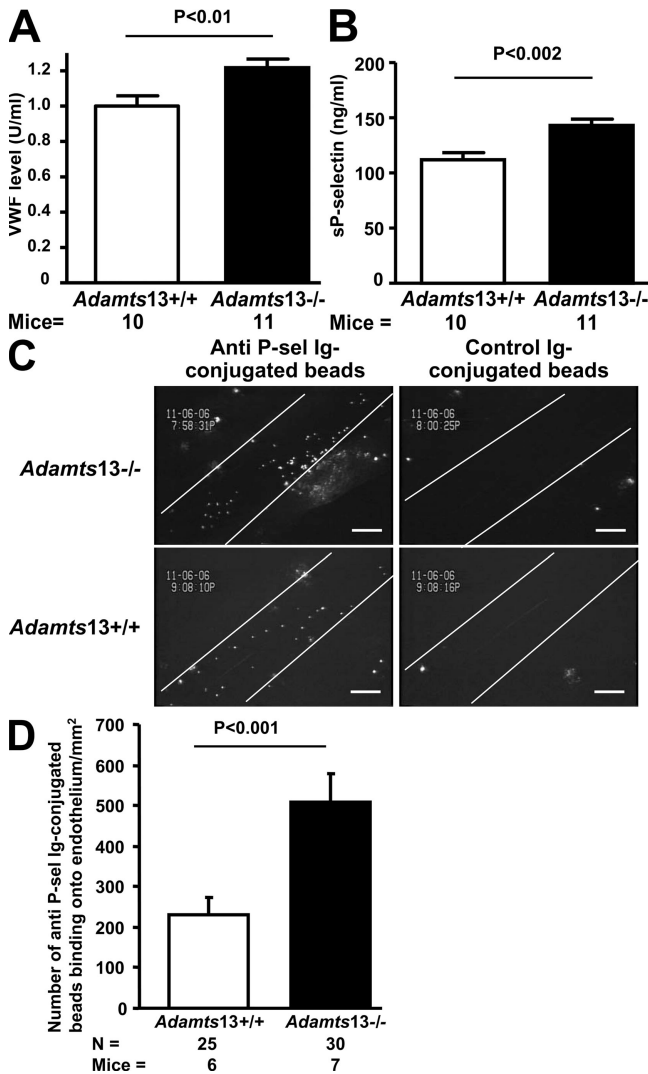 A
P<0.01
VWF level (U/ml)
1.2
1.0
0.8
0.6
0.4
0.2
0
Adamts13+/+ Adamts13-/-
Mice= 10 11
B
P<0.002
sP-selectin (ng/ml)
200
150
100
50
0
Adamts13+/+ Adamts13-/-
Mice = 10 11
C
Anti P-sel Ig-
conjugated beads
Control Ig-
conjugated beads
Adamts13-/-
11-06-06
7:58:31P
11-06-06
8:00:25P
Adamts13+/+
11-06-06
9:08:10P
11-06-06
9:08:16P
D
P<0.001
Number of anti P-sel Ig-conjugated
beads binding onto endothelium/mm²
700
600
500
400
300
200
100
0
Adamts13+/+ Adamts13-/-
N = 25 30
Mice = 6 7